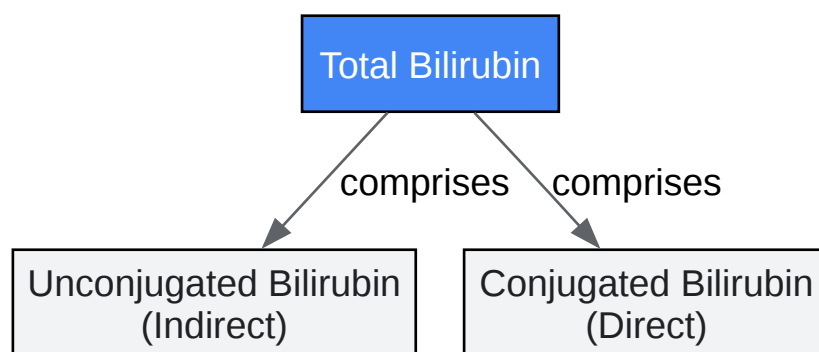 Total Bilirubin
comprises comprises
Unconjugated Bilirubin
(Indirect)
Conjugated Bilirubin
(Direct)